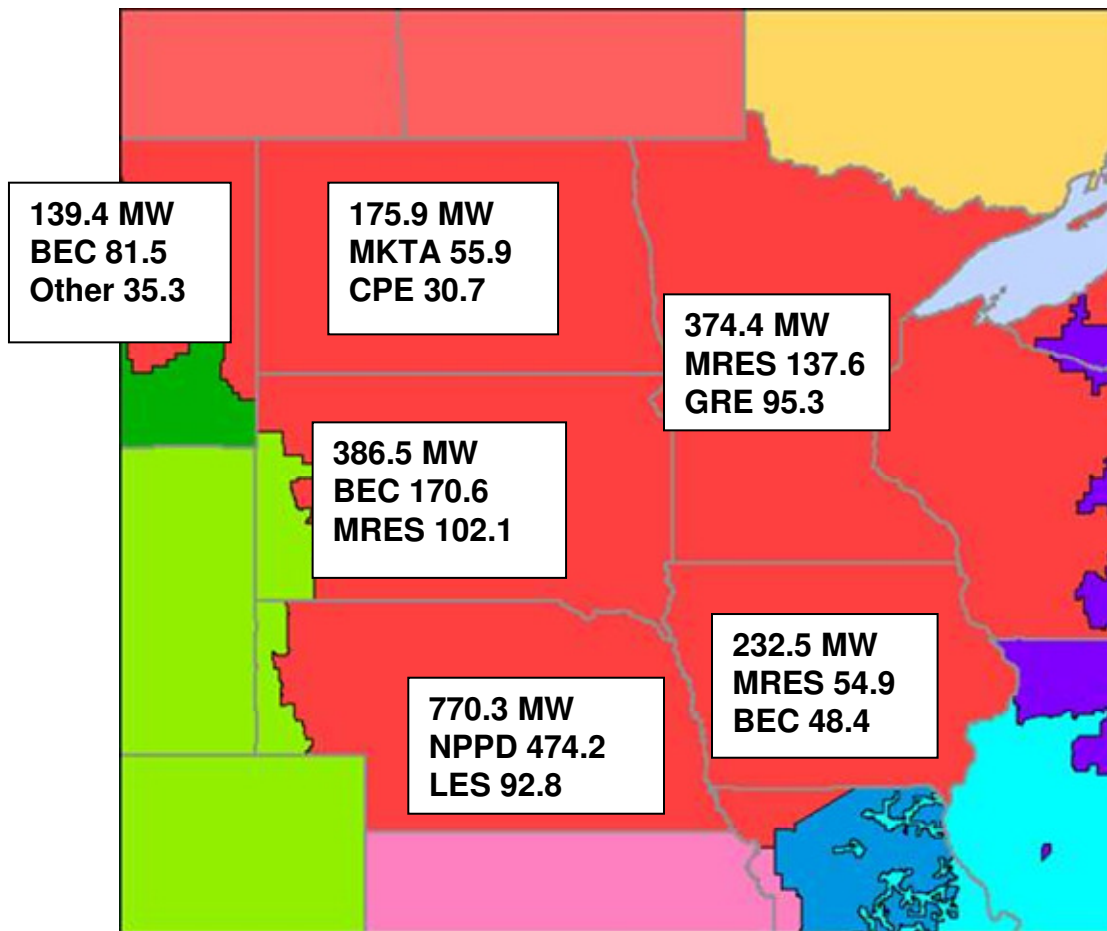 139.4 MW
BEC 81.5
Other 35.3
175.9 MW
MKTA 55.9
CPE 30.7
374.4 MW
MRES 137.6
GRE 95.3
386.5 MW
BEC 170.6
MRES 102.1
232.5 MW
MRES 54.9
BEC 48.4
770.3 MW
NPPD 474.2
LES 92.8